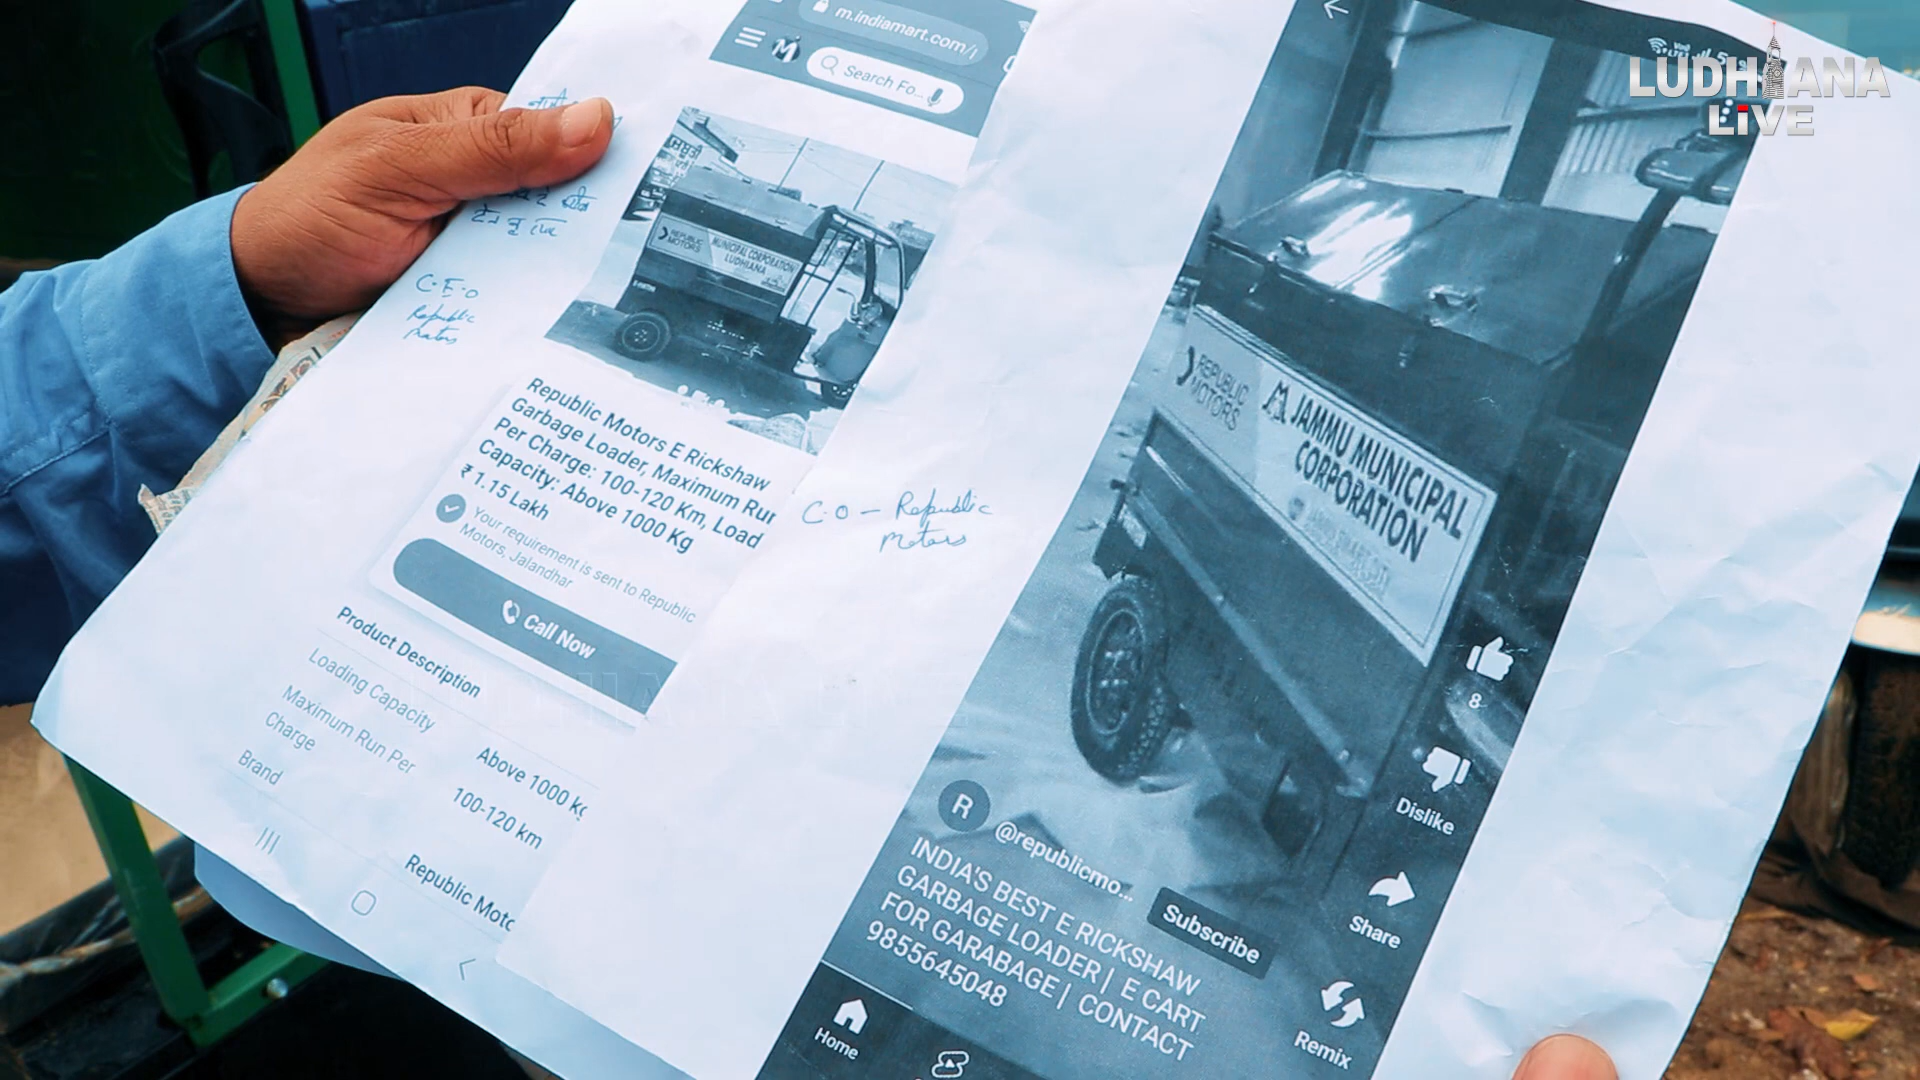 LUDHIANA
LiVE
m.indiamart.com/
Search Fo...
REPUBLIC
MOTORS
MUNICIPAL CORPORATION
LUDHIANA
C.E.O
Republic
Motors
Republic Motors E Rickshaw
Garbage Loader, Maximum Run
Per Charge: 100-120 Km, Load
Capacity: Above 1000 Kg
₹ 1.15 Lakh
Your requirement is sent to Republic
Motors, Jalandhar
Call Now
Product Description
Loading Capacity
Above 1000 kg
Maximum Run Per
Charge
100-120 km
Brand
Republic Moto
C.O - Republic
Motors
REPUBLIC
MOTORS
JAMMU MUNICIPAL
CORPORATION
8
Dislike
Share
Remix
R
@republicmo...
Subscribe
INDIA'S BEST E RICKSHAW
GARBAGE LOADER | E CART
FOR GARABAGE | CONTACT
9855645048
Home